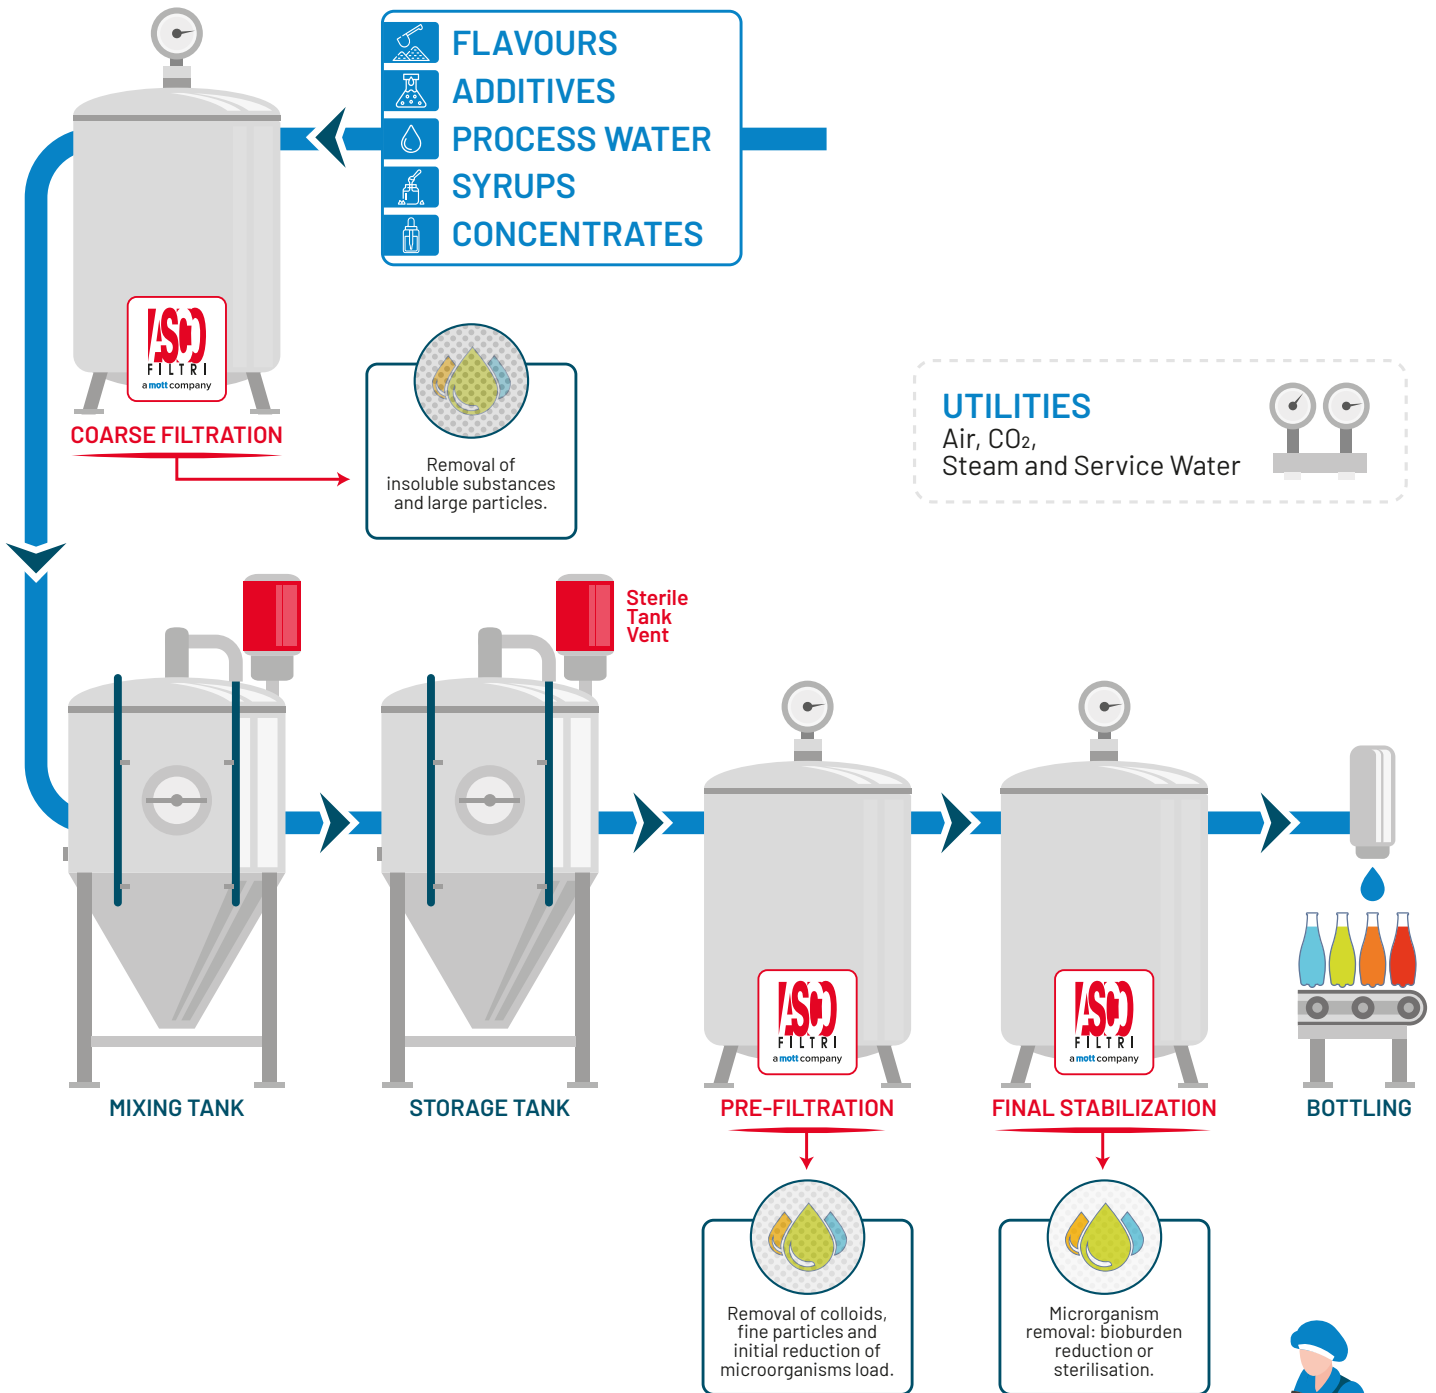 FLAVOURS
ADDITIVES
PROCESS WATER
SYRUPS
CONCENTRATES
ASCO
FILTRI
a mott company
COARSE FILTRATION
Removal of
insoluble substances
and large particles.
UTILITIES
Air, CO₂,
Steam and Service Water
Sterile
Tank
Vent
ASCO
FILTRI
a mott company
ASCO
FILTRI
a mott company
MIXING TANK
STORAGE TANK
PRE-FILTRATION
FINAL STABILIZATION
BOTTLING
Removal of colloids,
fine particles and
initial reduction of
microorganisms load.
Microrganism
removal: bioburden
reduction or
sterilisation.